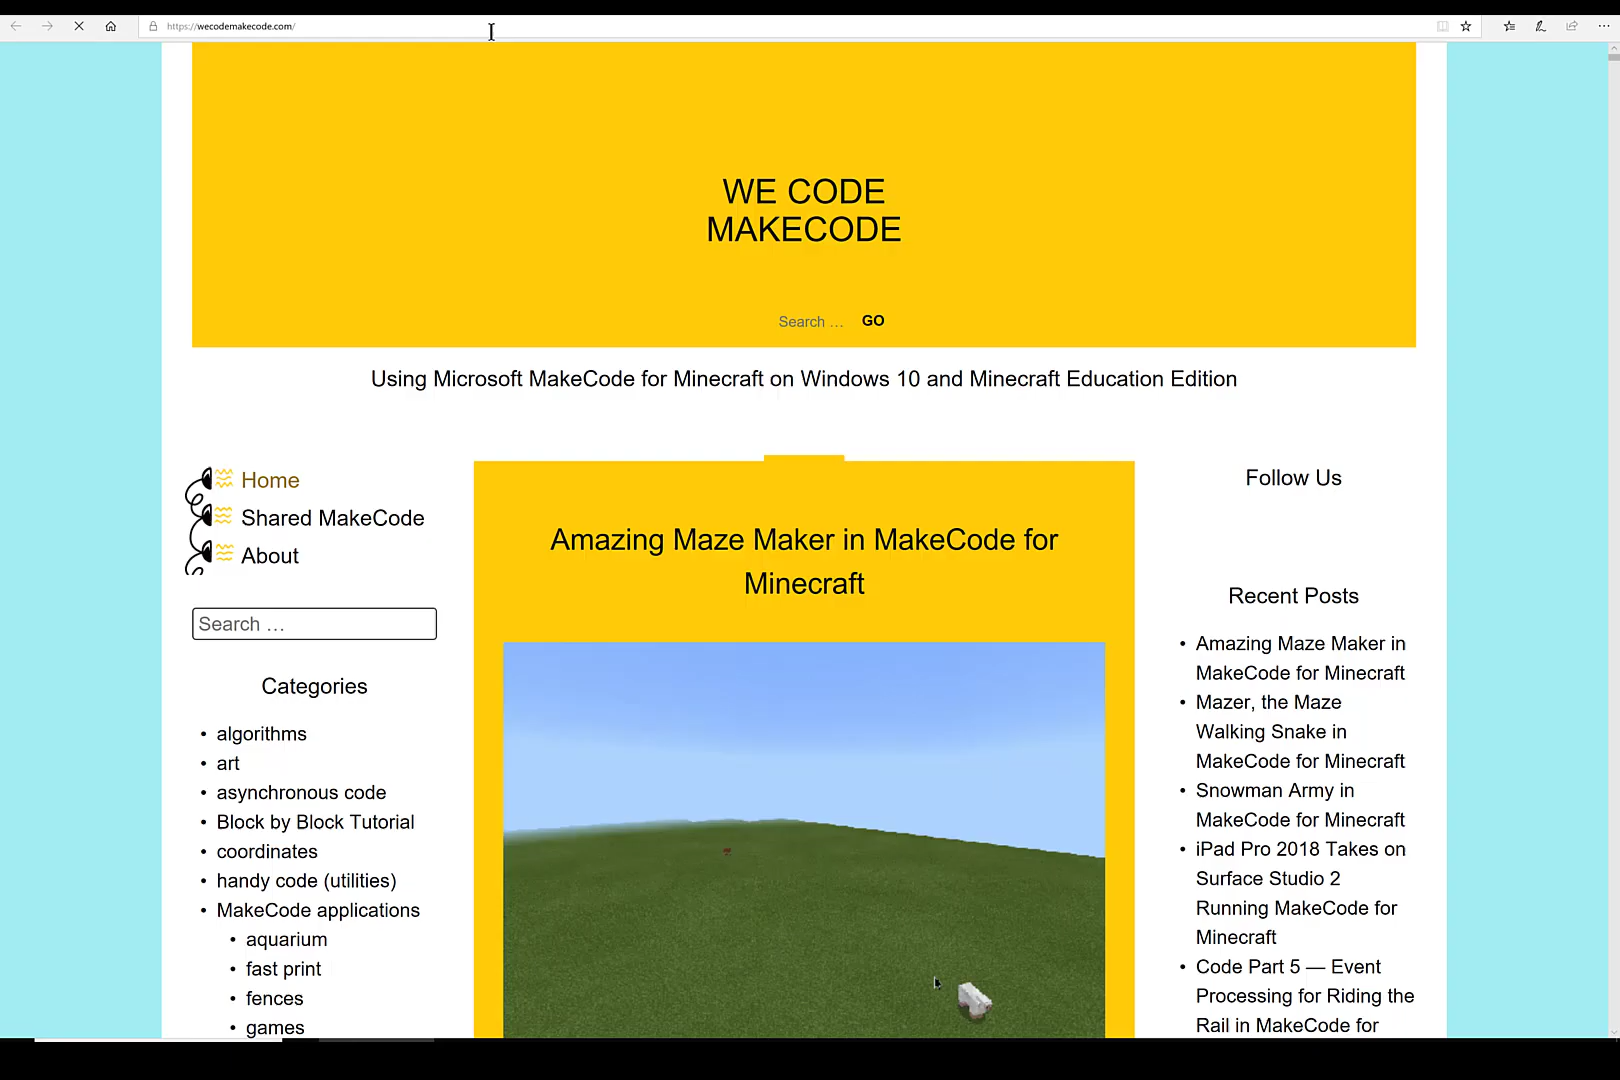 https://wecodemakecode.com/
WE CODE
MAKECODE
Search ... GO
Using Microsoft MakeCode for Minecraft on Windows 10 and Minecraft Education Edition
Home
Shared MakeCode
About
Search ...
Categories
• algorithms
• art
• asynchronous code
• Block by Block Tutorial
• coordinates
• handy code (utilities)
• MakeCode applications
• aquarium
• fast print
• fences
• games
Amazing Maze Maker in MakeCode for
Minecraft
Follow Us
Recent Posts
• Amazing Maze Maker in
MakeCode for Minecraft
• Mazer, the Maze
Walking Snake in
MakeCode for Minecraft
• Snowman Army in
MakeCode for Minecraft
• iPad Pro 2018 Takes on
Surface Studio 2
Running MakeCode for
Minecraft
• Code Part 5 — Event
Processing for Riding the
Rail in MakeCode for